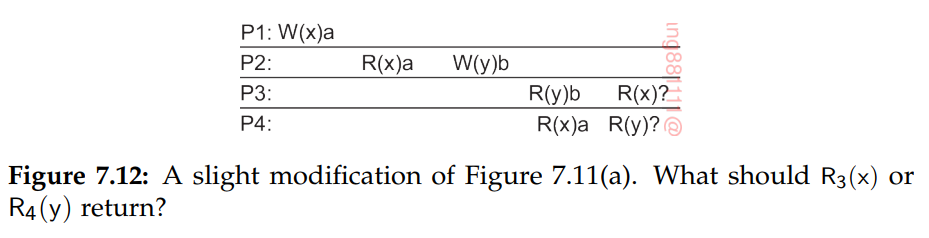 P1: W(x)a
P2: R(x)a W(y)b
P3: R(y)b R(x)?
P4: R(x)a R(y)?
Figure 7.12: A slight modification of Figure 7.11(a). What should R3(x) or
R4(y) return?